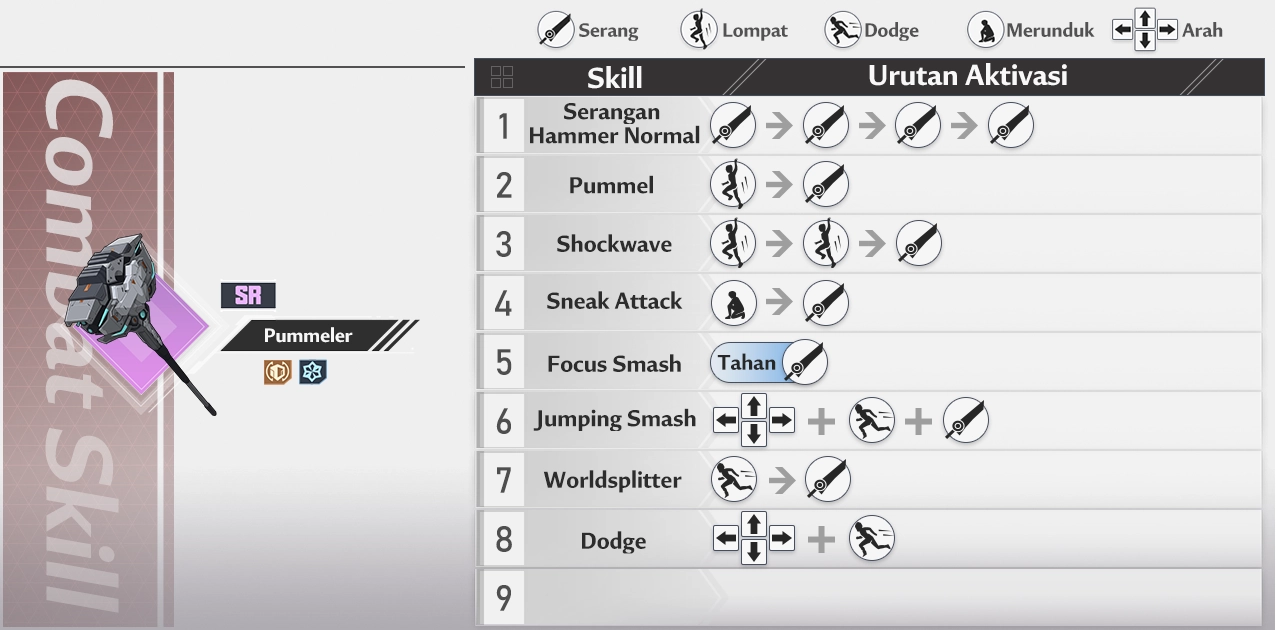 Serang
Lompat
Dodge
Merunduk
Arah
Combat Skill
SR
Pummeler
Skill
Urutan Aktivasi
1
Serangan
Hammer Normal
2
Pummel
3
Shockwave
4
Sneak Attack
5
Focus Smash
Tahan
6
Jumping Smash
7
Worldsplitter
8
Dodge
9